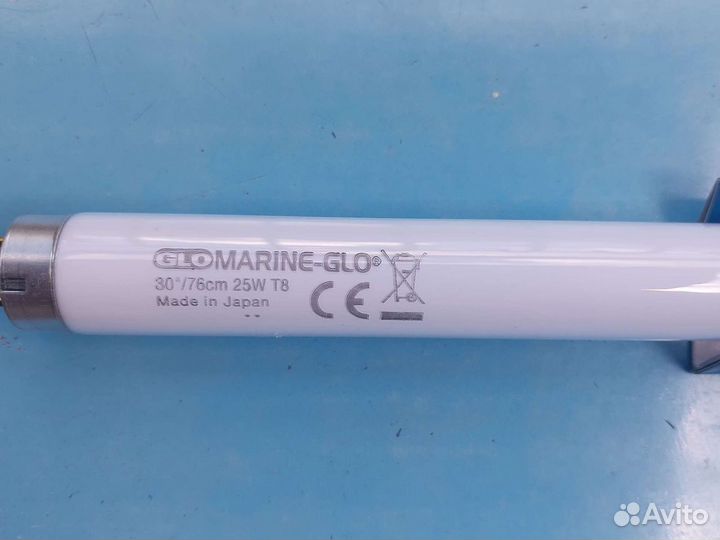 GLO MARINE-GLO®
30"/76cm 25W T8
Made in Japan
CE
Avito